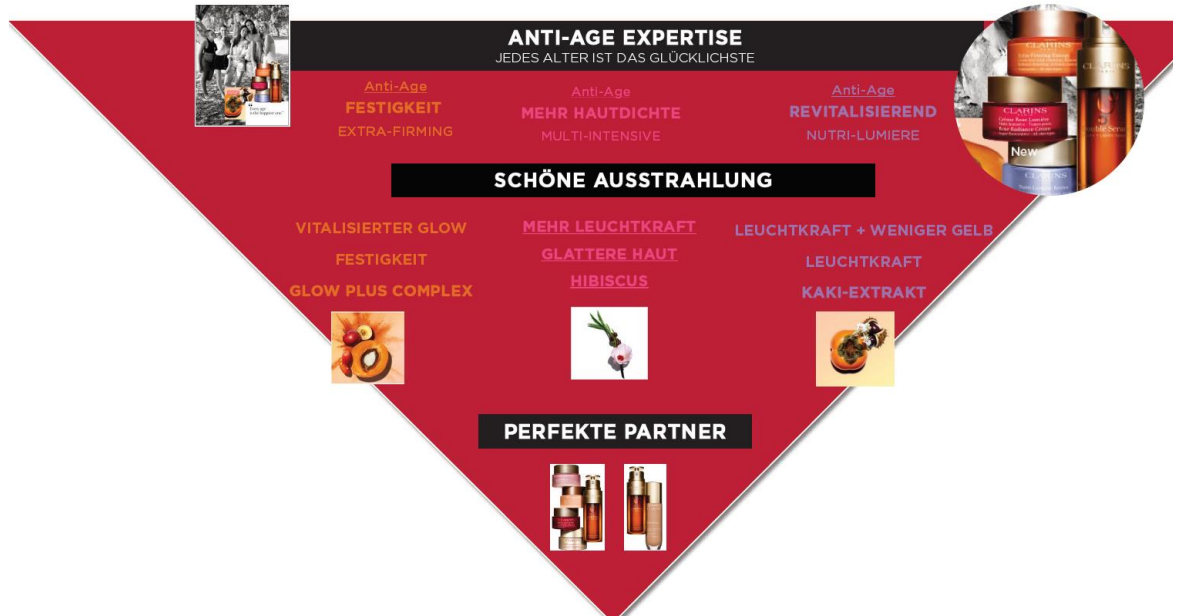 ANTI-AGE EXPERTISE
JEDES ALTER IST DAS GLÜCKLICHSTE
Anti-Age
FESTIGKEIT
EXTRA-FIRMING
Anti-Age
MEHR HAUTDICHTE
MULTI-INTENSIVE
Anti-Age
REVITALISIEREND
NUTRI-LUMIERE
CLARINS
CLARINS
New
CLARINS
SCHÖNE AUSSTRAHLUNG
VITALISIERTER GLOW
FESTIGKEIT
GLOW PLUS COMPLEX
MEHR LEUCHTKRAFT
GLATTERE HAUT
HIBISCUS
LEUCHTKRAFT + WENIGER GELB
LEUCHTKRAFT
KAKI-EXTRAKT
PERFEKTE PARTNER